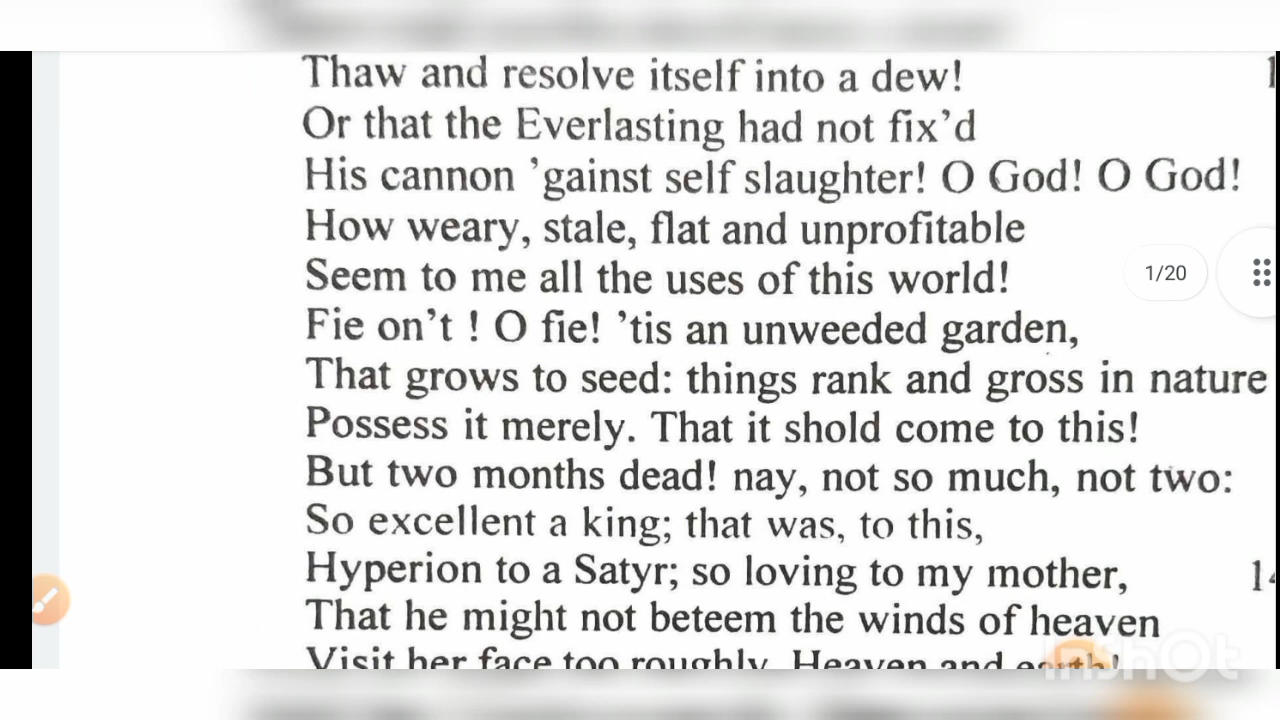 Thaw and resolve itself into a dew!
Or that the Everlasting had not fix’d
His cannon ’gainst self slaughter! O God! O God!
How weary, stale, flat and unprofitable
Seem to me all the uses of this world!
1/20
Fie on’t ! O fie! ’tis an unweeded garden,
That grows to seed: things rank and gross in nature
Possess it merely. That it shold come to this!
But two months dead! nay, not so much, not two:
So excellent a king; that was, to this,
Hyperion to a Satyr; so loving to my mother,
That he might not beteem the winds of heaven
Visit her face too roughly. Heaven and earth!
InShOt